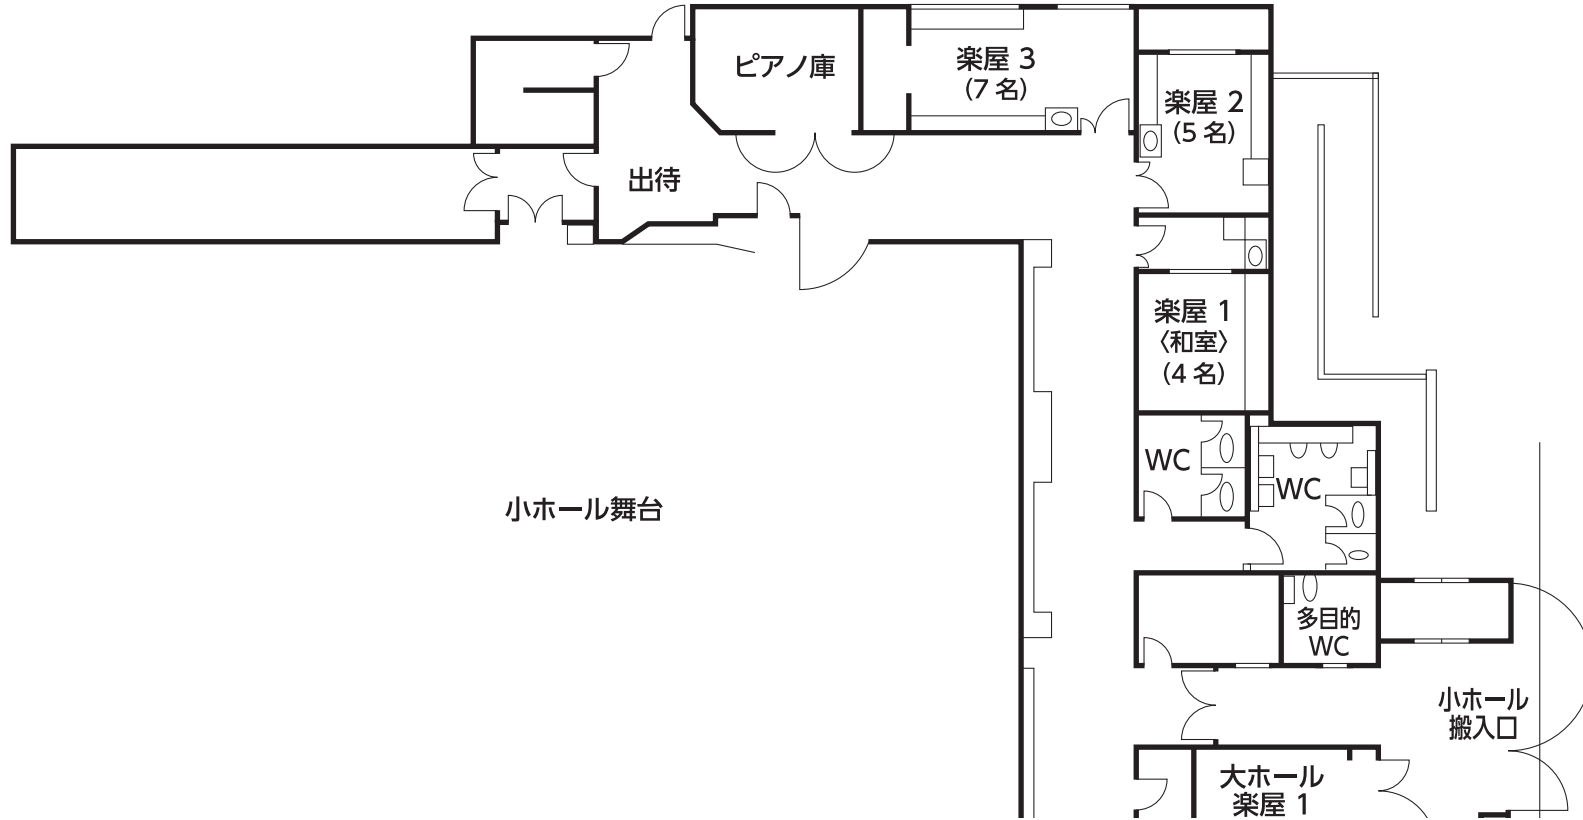 ピアノ庫
楽屋 3
(7 名)
楽屋 2
(5 名)
出待
楽屋 1
〈和室〉
(4 名)
WC
WC
小ホール舞台
多目的
WC
小ホール
搬入口
大ホール
楽屋 1